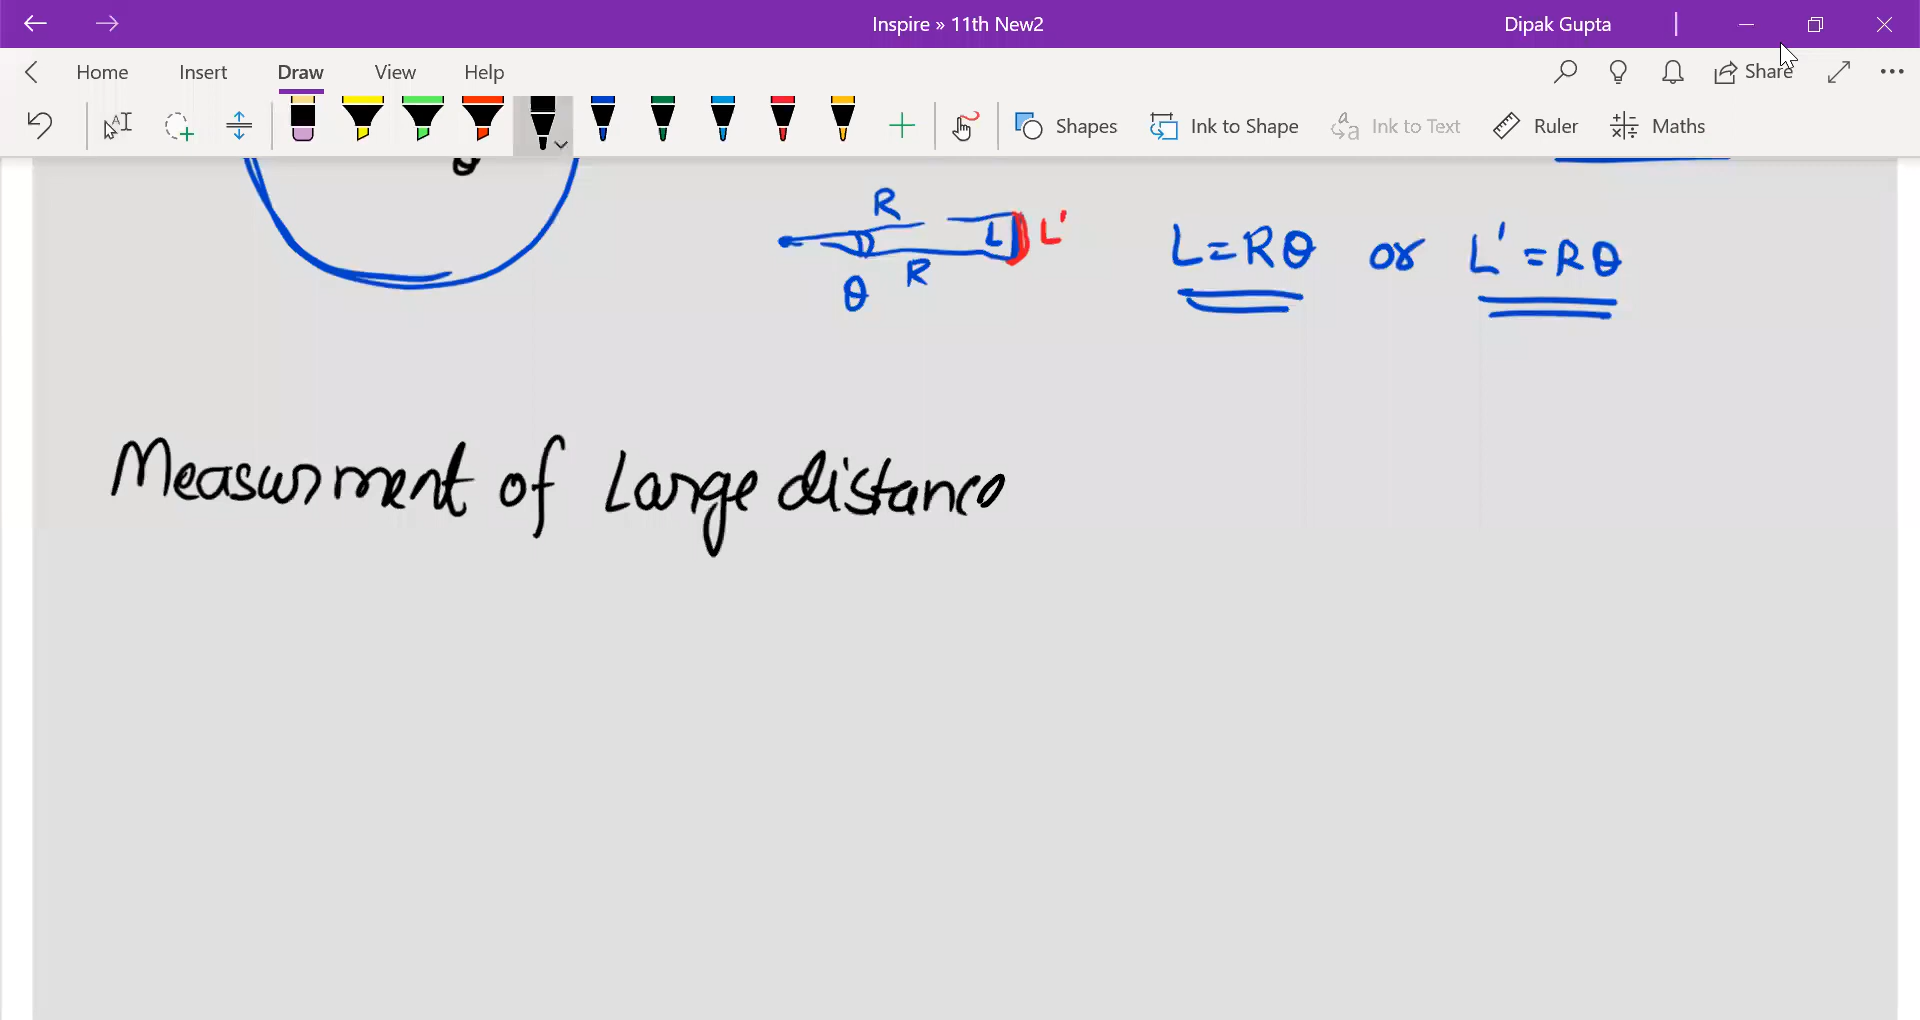 Inspire » 11th New2
Dipak Gupta
Home Insert Draw View Help
Share
Shapes
Ink to Shape
Ink to Text
Ruler
Maths
R
L
L'
R
θ
L=Rθ or L'=Rθ
Measurment of Large distance